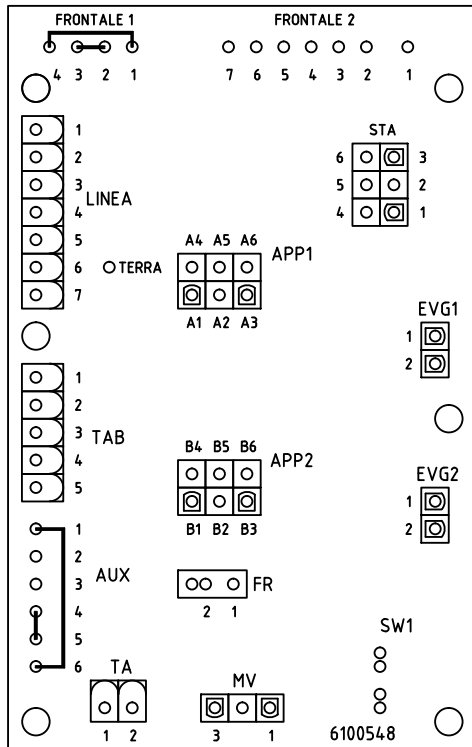 FRONTALE 1
FRONTALE 2
4 3 2 1
7 6 5 4 3 2 1
1
2
3
4
5
6
7
LINEA
TERRA
STA
6 3
5 2
4 1
A4 A5 A6
APP1
A1 A2 A3
EVG1
1
2
1
2
3
4
5
TAB
B4 B5 B6
APP2
B1 B2 B3
EVG2
1
2
1
2
3
4
5
6
AUX
FR
2 1
SW1
TA
1 2
MV
3 1
6100548